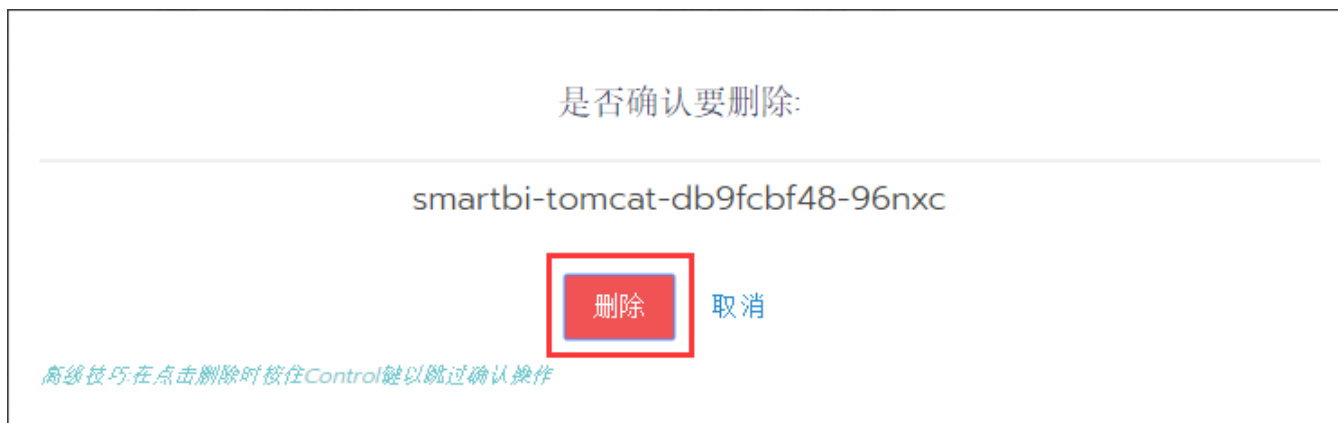 是否确认要删除:
smartbi-tomcat-db9fcbf48-96nxc
删除 取消
高级技巧:在点击删除时按住Control键以跳过确认操作